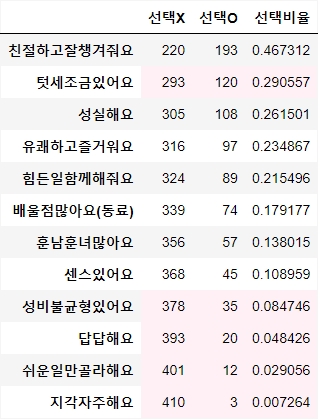 선택X 선택O 선택비율
친절하고잘챙겨줘요 220 193 0.467312
텃세조금있어요 293 120 0.290557
성실해요 305 108 0.261501
유쾌하고즐거워요 316 97 0.234867
힘든일함께해줘요 324 89 0.215496
배울점많아요(동료) 339 74 0.179177
훈남훈녀많아요 356 57 0.138015
센스있어요 368 45 0.108959
성비불균형있어요 378 35 0.084746
답답해요 393 20 0.048426
쉬운일만골라해요 401 12 0.029056
지각자주해요 410 3 0.007264